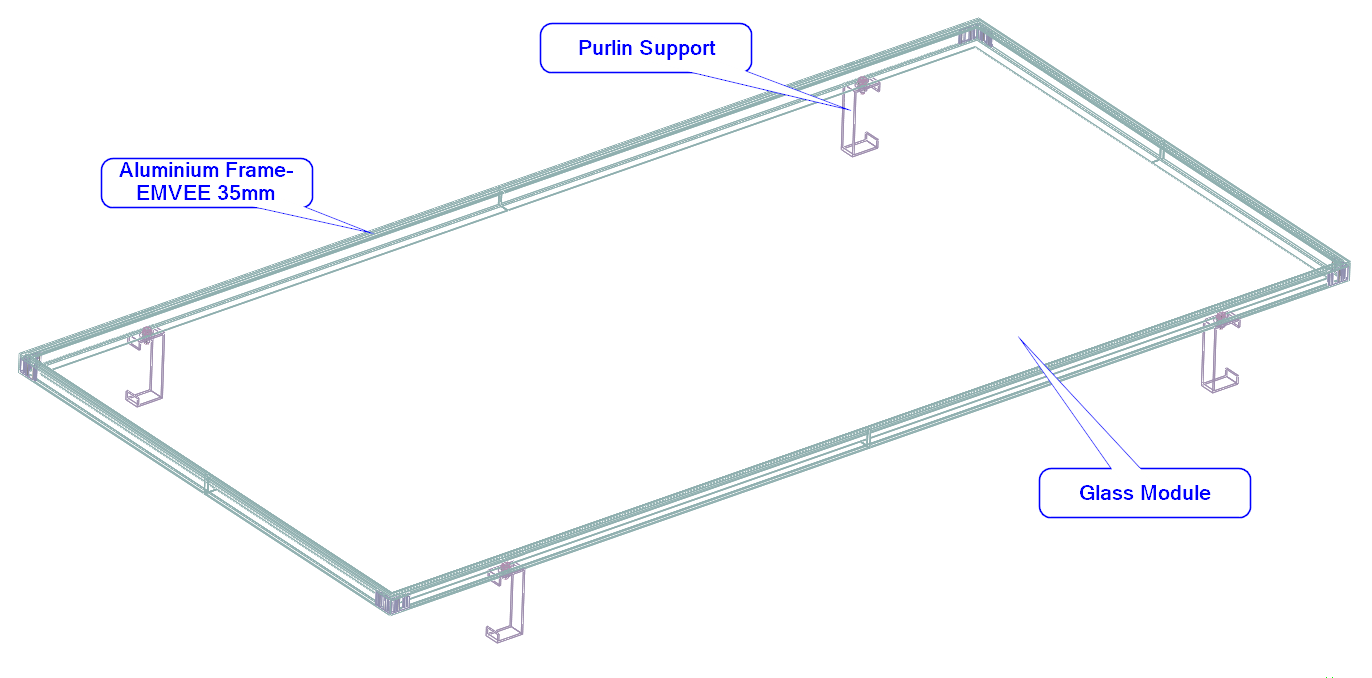 Purlin Support
Aluminium Frame-
EMVEE 35mm
Glass Module